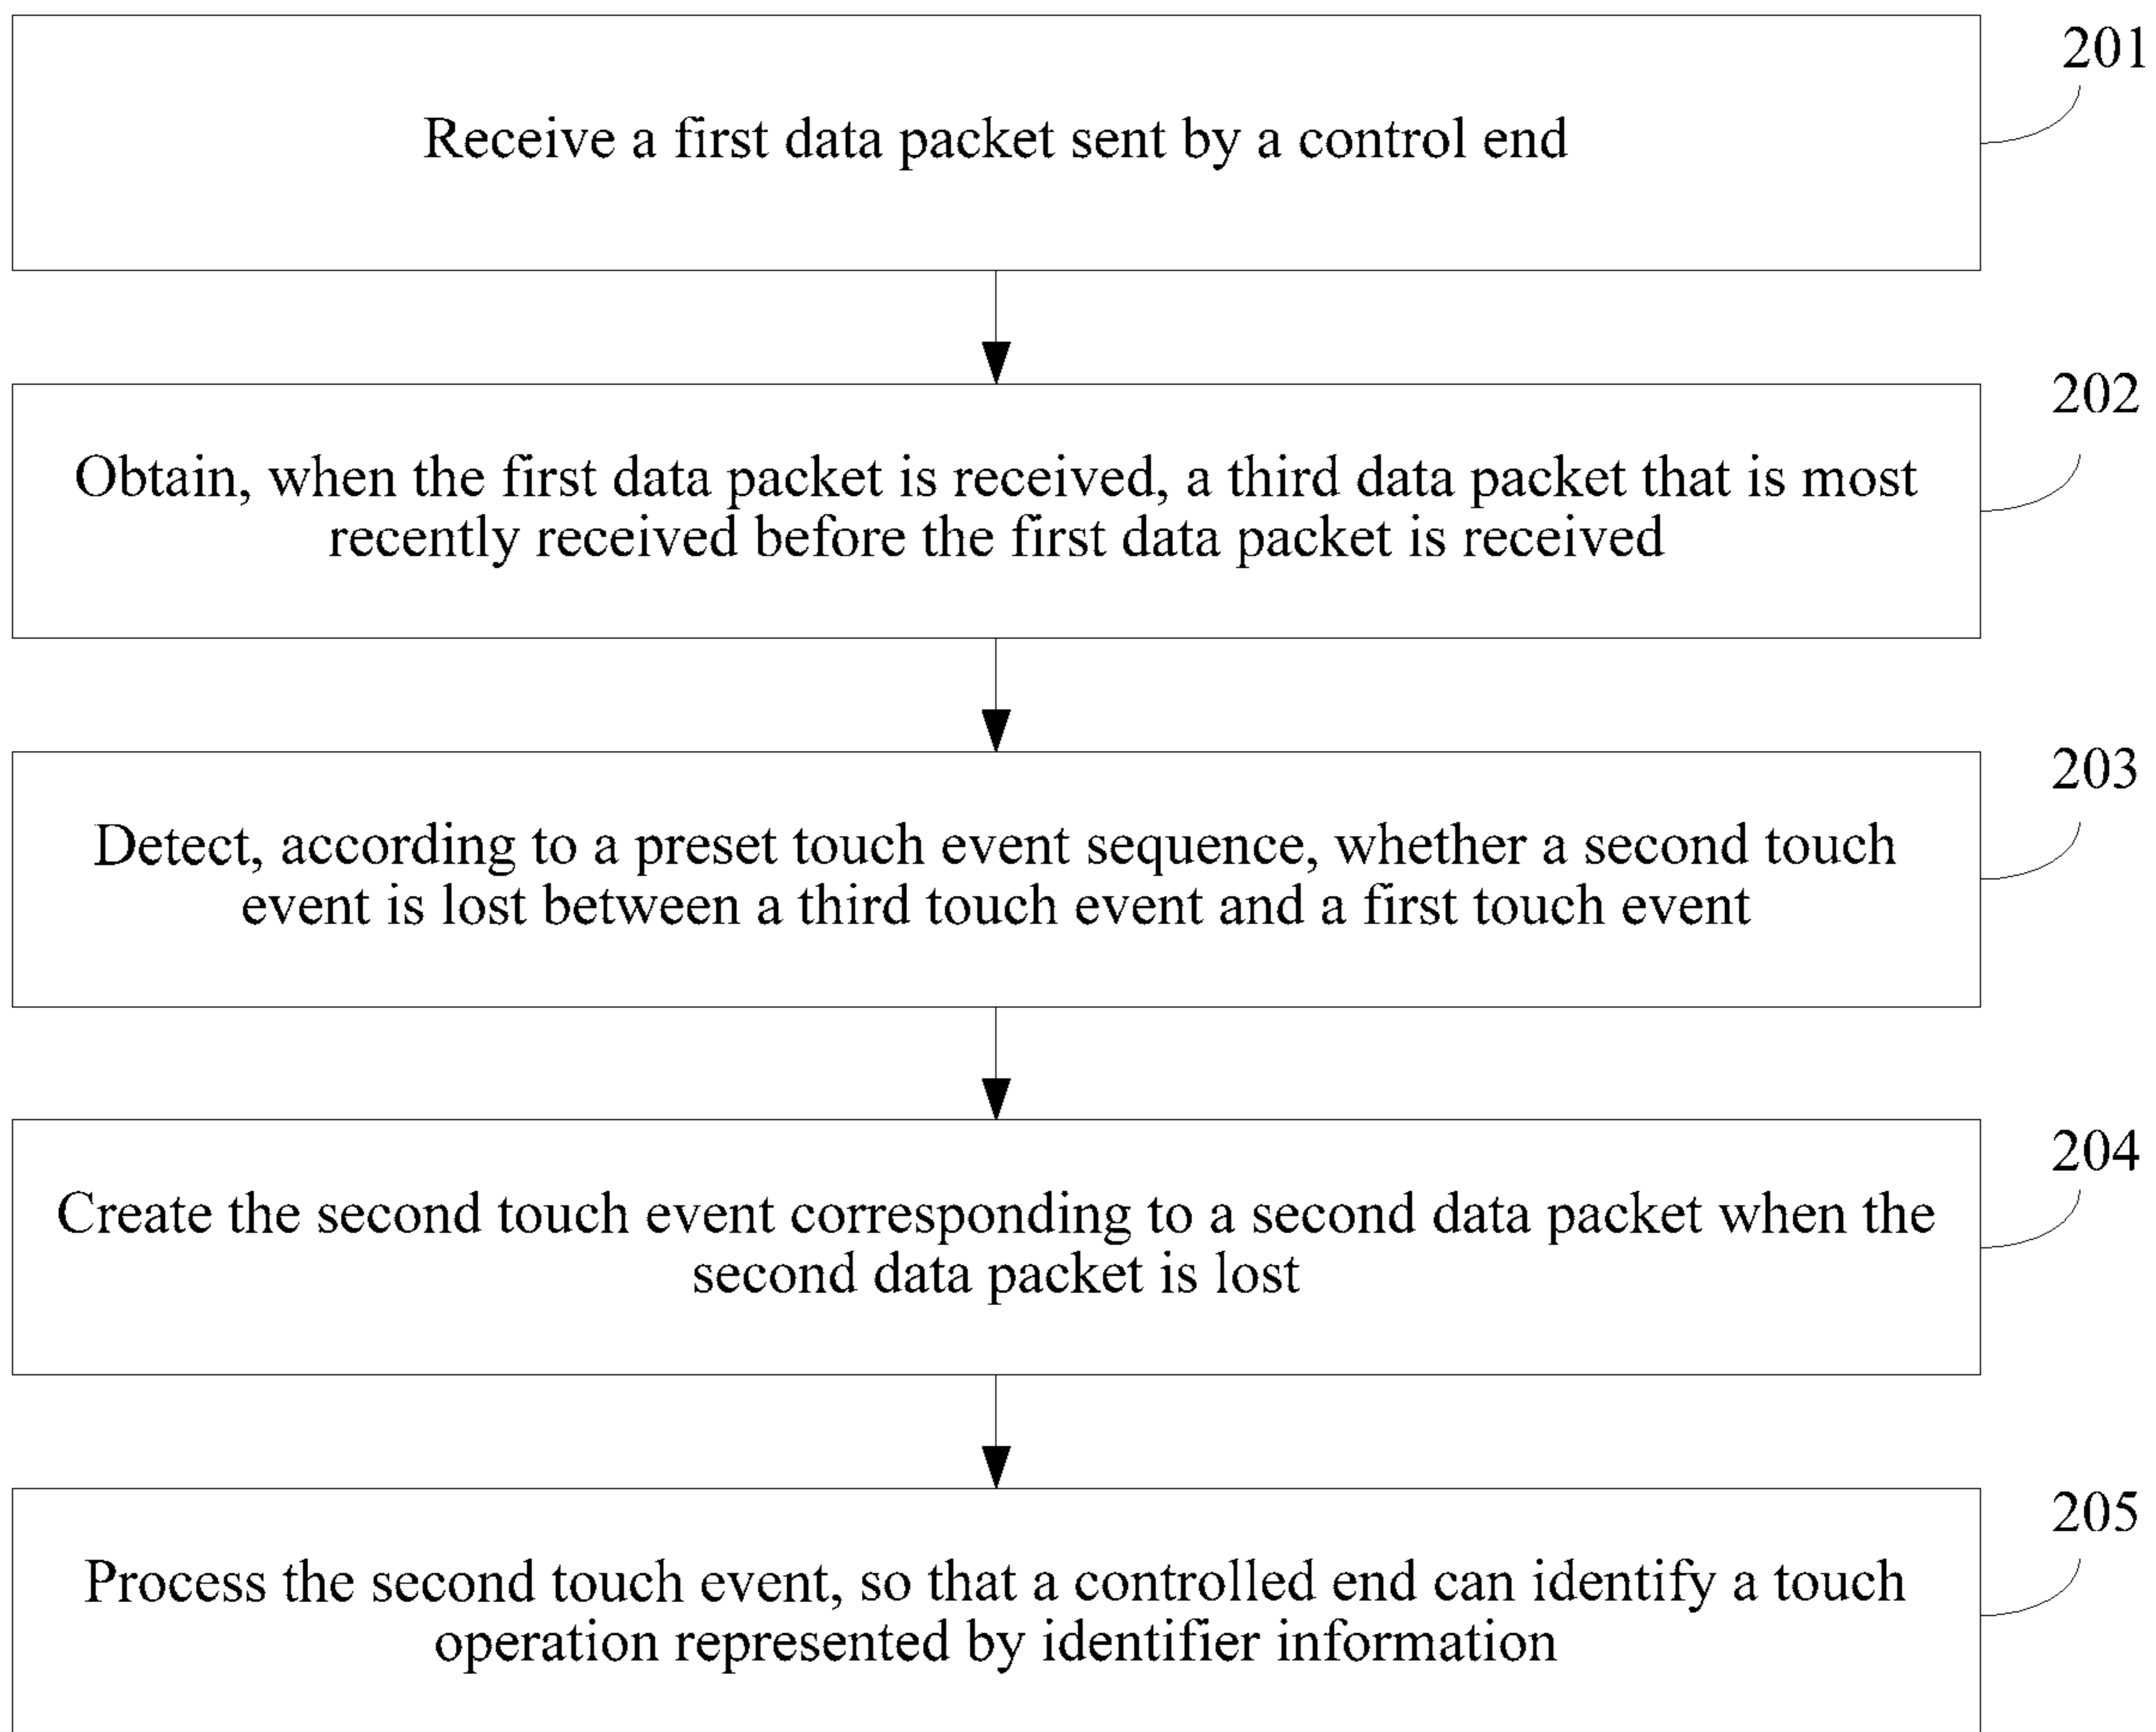 201
Receive a first data packet sent by a control end
202
Obtain, when the first data packet is received, a third data packet that is most
recently received before the first data packet is received
203
Detect, according to a preset touch event sequence, whether a second touch
event is lost between a third touch event and a first touch event
204
Create the second touch event corresponding to a second data packet when the
second data packet is lost
205
Process the second touch event, so that a controlled end can identify a touch
operation represented by identifier information